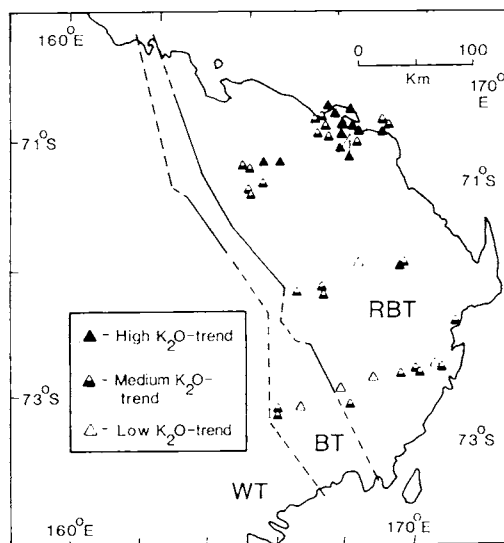 160°E
0 100
Km
170°
E
71°S
71°S
RBT
▲ - High K₂O-trend
- Medium K₂O-
trend
△ - Low K₂O-trend
73°S
73°S
BT
WT
160°E
170°E